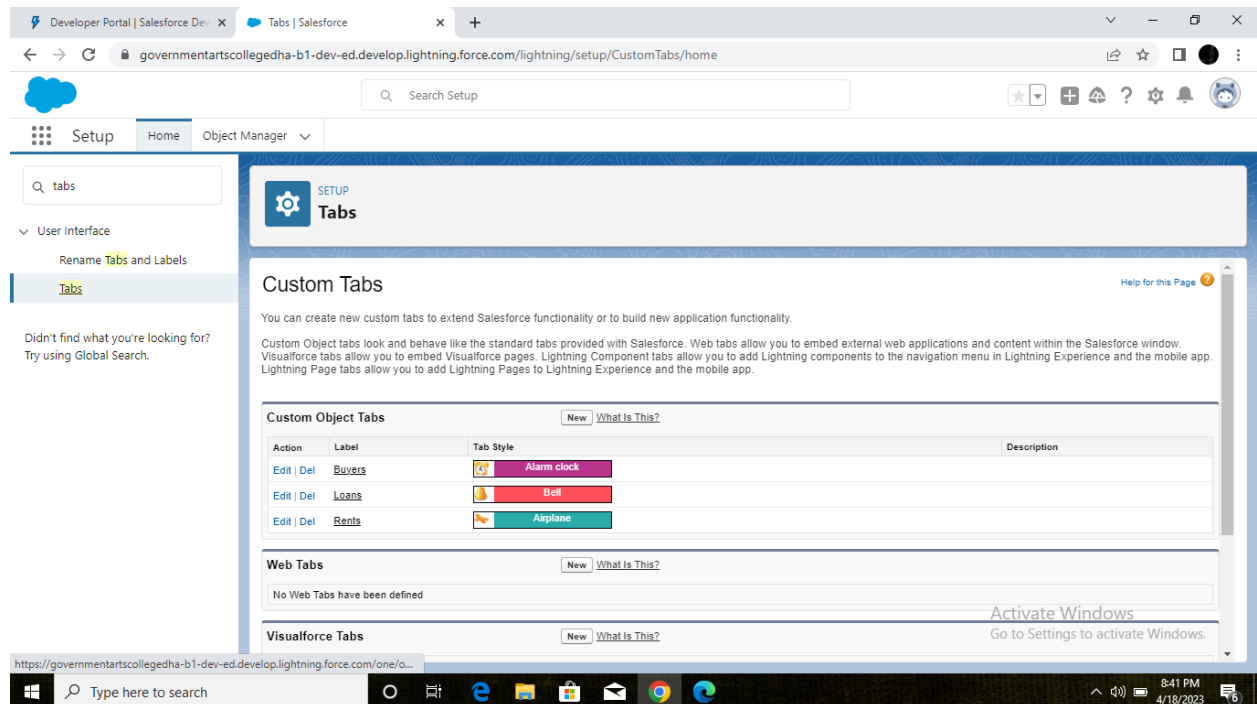 Developer Portal | Salesforce De
Tabs | Salesforce
governmentartscollegedha-b1-dev-ed.develop.lightning.force.com/lightning/setup/CustomTabs/home
Search Setup
Setup
Home
Object Manager
tabs
SETUP
Tabs
User Interface
Rename Tabs and Labels
Tabs
Didn't find what you're looking for?
Try using Global Search.
Custom Tabs
Help for this Page
You can create new custom tabs to extend Salesforce functionality or to build new application functionality.
Custom Object tabs look and behave like the standard tabs provided with Salesforce. Web tabs allow you to embed external web applications and content within the Salesforce window.
Visualforce tabs allow you to embed Visualforce pages. Lightning Component tabs allow you to add Lightning components to the navigation menu in Lightning Experience and the mobile app.
Lightning Page tabs allow you to add Lightning Pages to Lightning Experience and the mobile app.
Custom Object Tabs New What Is This?
Action Label Tab Style Description
Edit | Del Buyers Alarm clock
Edit | Del Loans Bell
Edit | Del Rents Airplane
Web Tabs New What Is This?
No Web Tabs have been defined
Visualforce Tabs New What Is This?
Activate Windows
Go to Settings to activate Windows.
https://governmentartscollegedha-b1-dev-ed.develop.lightning.force.com/one/o...
Type here to search
8:41 PM
4/18/2023
6